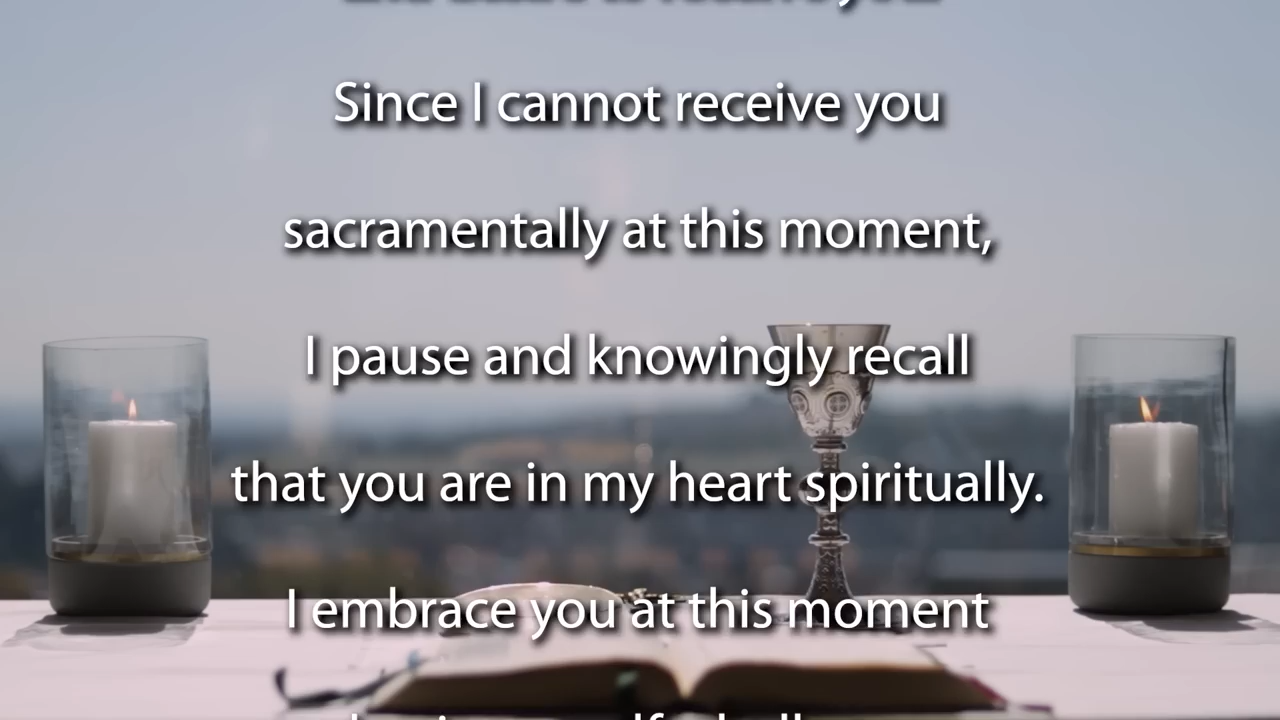 Since I cannot receive you
sacramentally at this moment,
I pause and knowingly recall
that you are in my heart spiritually.
I embrace you at this moment